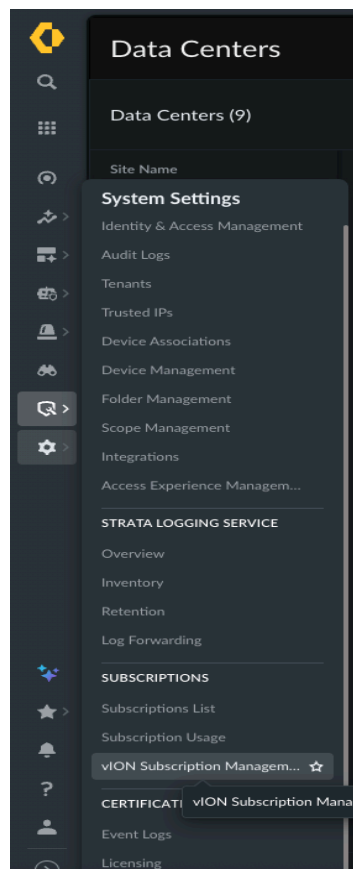 Data Centers
Data Centers (9)
Site Name
System Settings
Identity & Access Management
Audit Logs
Tenants
Trusted IPs
Device Associations
Device Management
Folder Management
Scope Management
Integrations
Access Experience Managem...
STRATA LOGGING SERVICE
Overview
Inventory
Retention
Log Forwarding
SUBSCRIPTIONS
Subscriptions List
Subscription Usage
vION Subscription Managem...
CERTIFICAT
vION Subscription Mana
Event Logs
Licensing